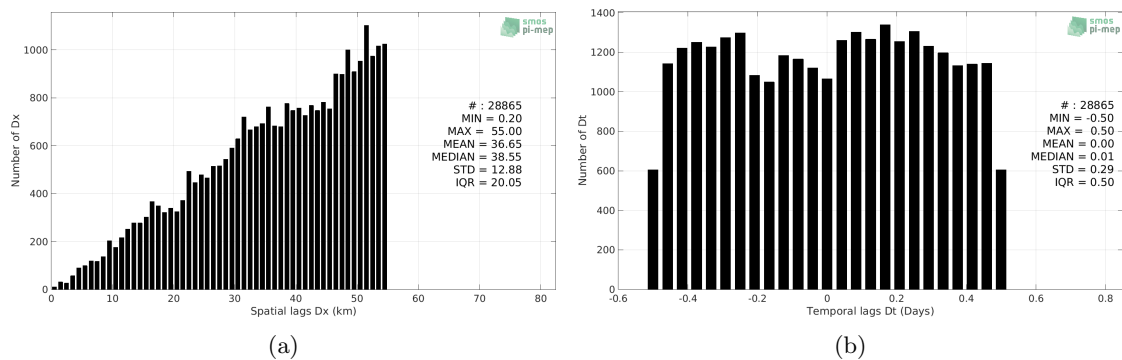 smos
pi-mep
1000
800
600
400
200
0
Number of Dx
# : 28865
MIN = 0.20
MAX = 55.00
MEAN = 36.65
MEDIAN = 38.55
STD = 12.88
IQR = 20.05
0 10 20 30 40 50 60 70 80
Spatial lags Dx (km)
(a)
smos
pi-mep
1400
1200
1000
800
600
400
200
0
Number of Dt
# : 28865
MIN = -0.50
MAX = 0.50
MEAN = 0.00
MEDIAN = 0.01
STD = 0.29
IQR = 0.50
-0.6 -0.4 -0.2 0 0.2 0.4 0.6 0.8
Temporal lags Dt (Days)
(b)